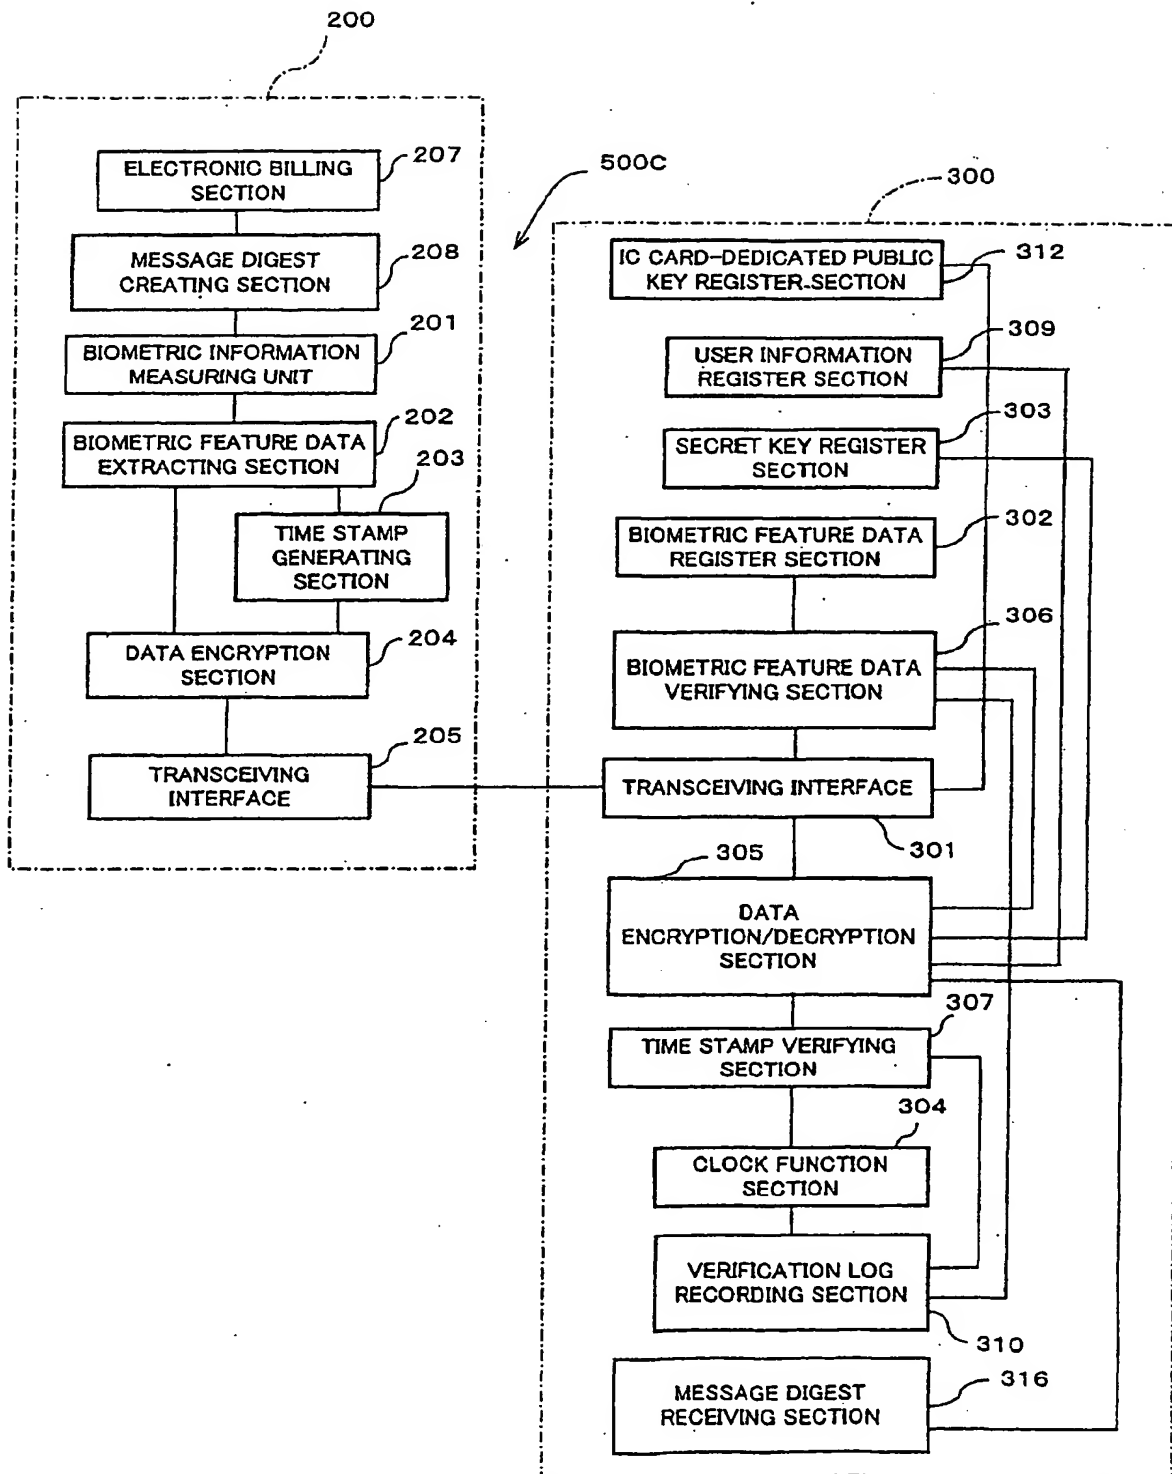 200
ELECTRONIC BILLING
SECTION
207
MESSAGE DIGEST
CREATING SECTION
208
BIOMETRIC INFORMATION
MEASURING UNIT
201
BIOMETRIC FEATURE DATA
EXTRACTING SECTION
202
203
TIME STAMP
GENERATING
SECTION
DATA ENCRYPTION
SECTION
204
TRANSCEIVING
INTERFACE
205
500C
300
IC CARD-DEDICATED PUBLIC
KEY REGISTER SECTION
312
USER INFORMATION
REGISTER SECTION
309
SECRET KEY REGISTER
SECTION
303
BIOMETRIC FEATURE DATA
REGISTER SECTION
302
BIOMETRIC FEATURE DATA
VERIFYING SECTION
306
TRANSCEIVING INTERFACE
301
305
DATA
ENCRYPTION/DECRYPTION
SECTION
TIME STAMP VERIFYING
SECTION
307
304
CLOCK FUNCTION
SECTION
VERIFICATION LOG
RECORDING SECTION
310
MESSAGE DIGEST
RECEIVING SECTION
316